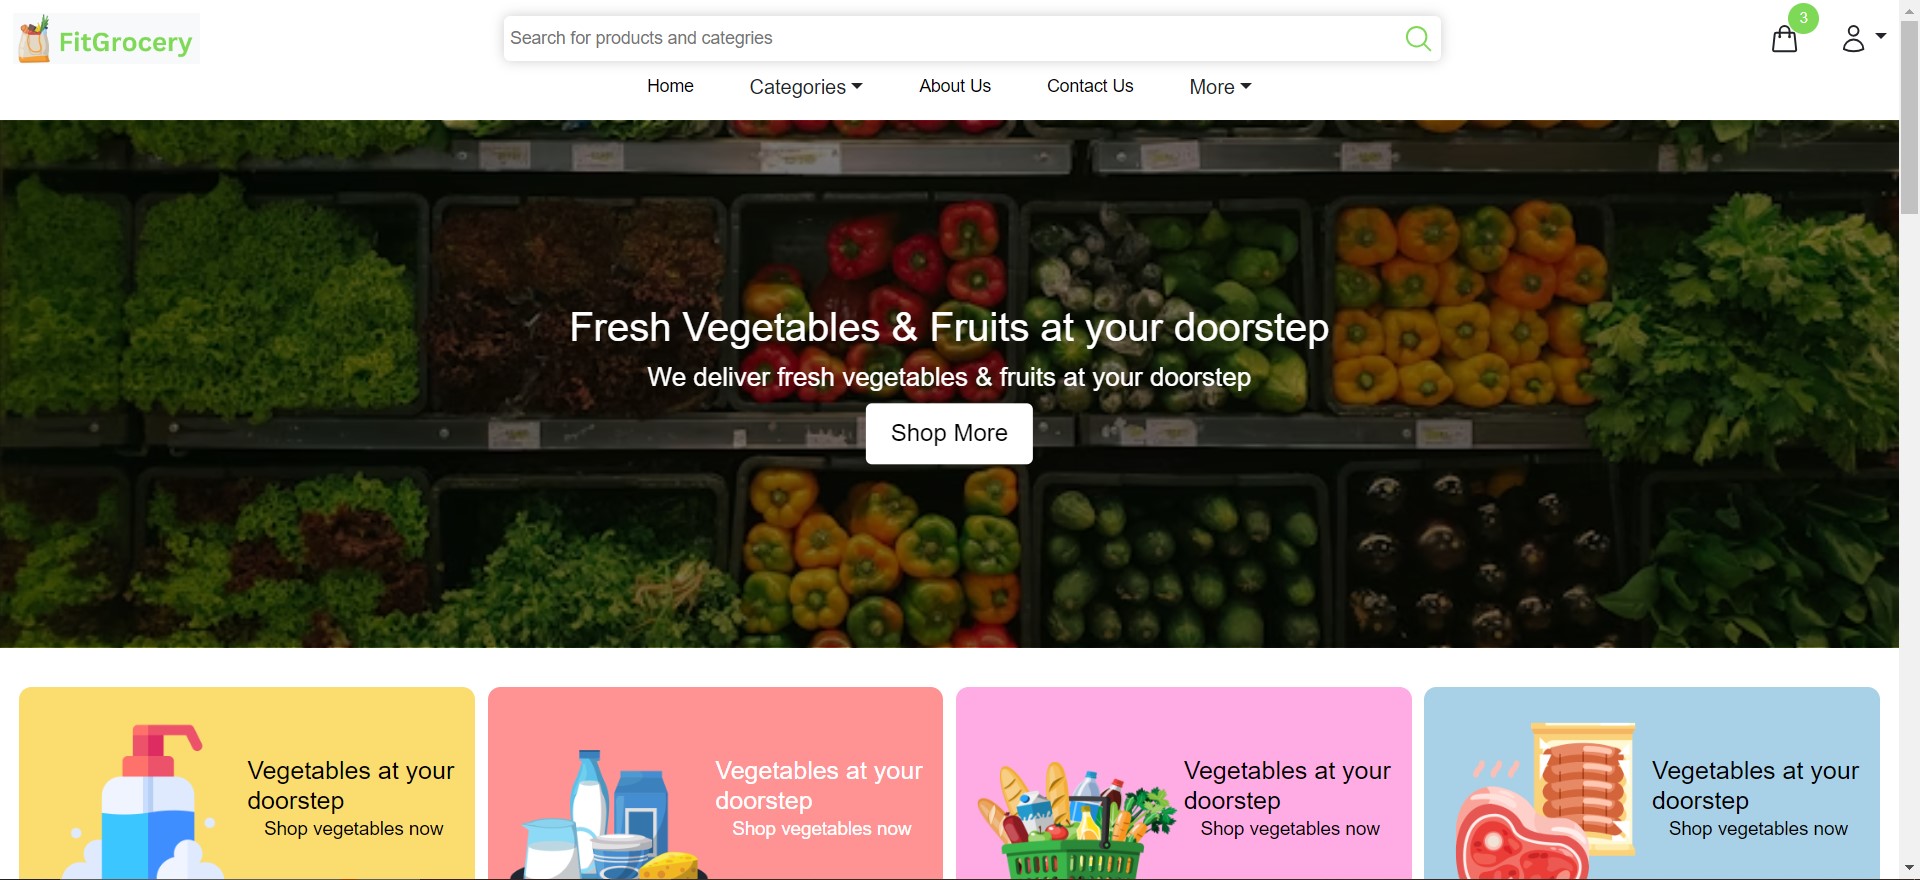 FitGrocery
Search for products and categries
3
Home Categories About Us Contact Us More
Fresh Vegetables & Fruits at your doorstep
We deliver fresh vegetables & fruits at your doorstep
Shop More
Vegetables at your
doorstep
Shop vegetables now
Vegetables at your
doorstep
Shop vegetables now
Vegetables at your
doorstep
Shop vegetables now
Vegetables at your
doorstep
Shop vegetables now